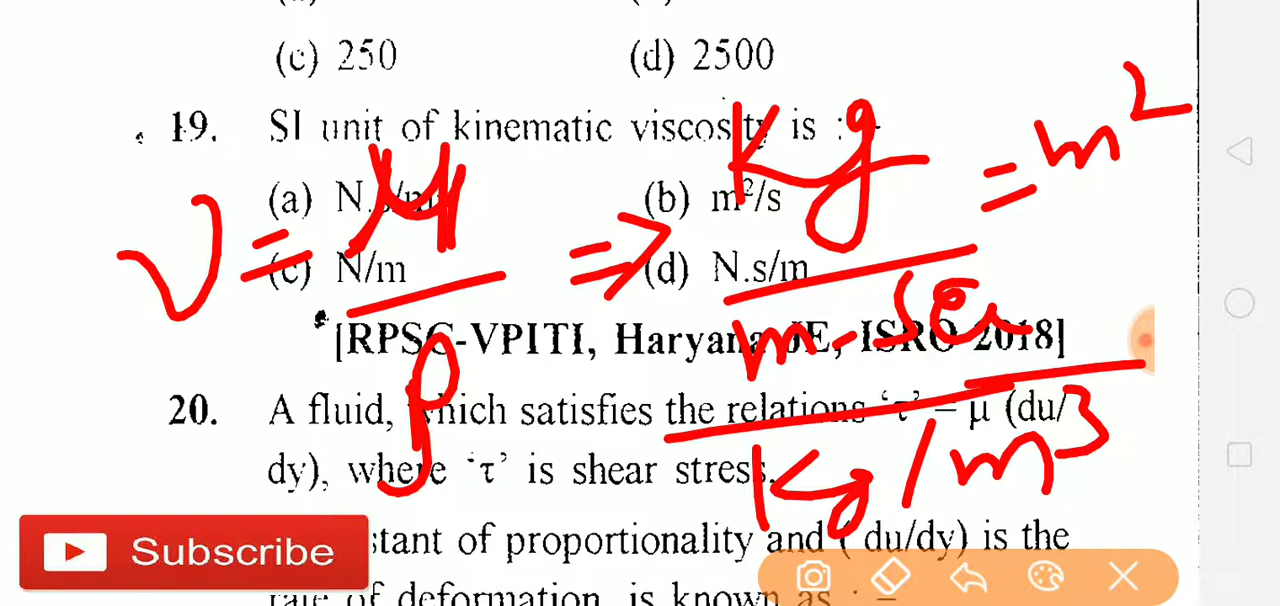 (c) 250 (d) 2500
19. SI unit of kinematic viscosity is :-
(a) N.s/m (b) m²/s
(c) N/m (d) N.s/m
[RPSC-VPITI, Haryana JE, ISRO 2018]
20. A fluid, which satisfies the relations 'τ' = μ (du/
dy), where 'τ' is shear stress,
stant of proportionality and (du/dy) is the
rate of deformation, is known as :-
ν = μ / ρ ⇒ Kg / m-sec / Kg/m3 = m2
Subscribe